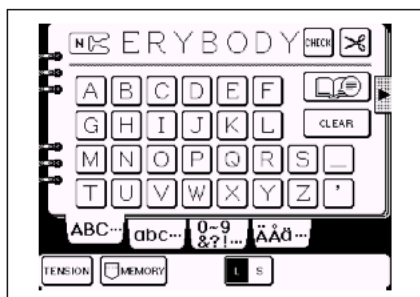 N ERYBODY CHECK
A B C D E F
G H I J K L CLEAR
M N O P Q R S _
T U V W X Y Z '
ABC... abc... 0~9 &?!... ÄÅä...
TENSION MEMORY L S